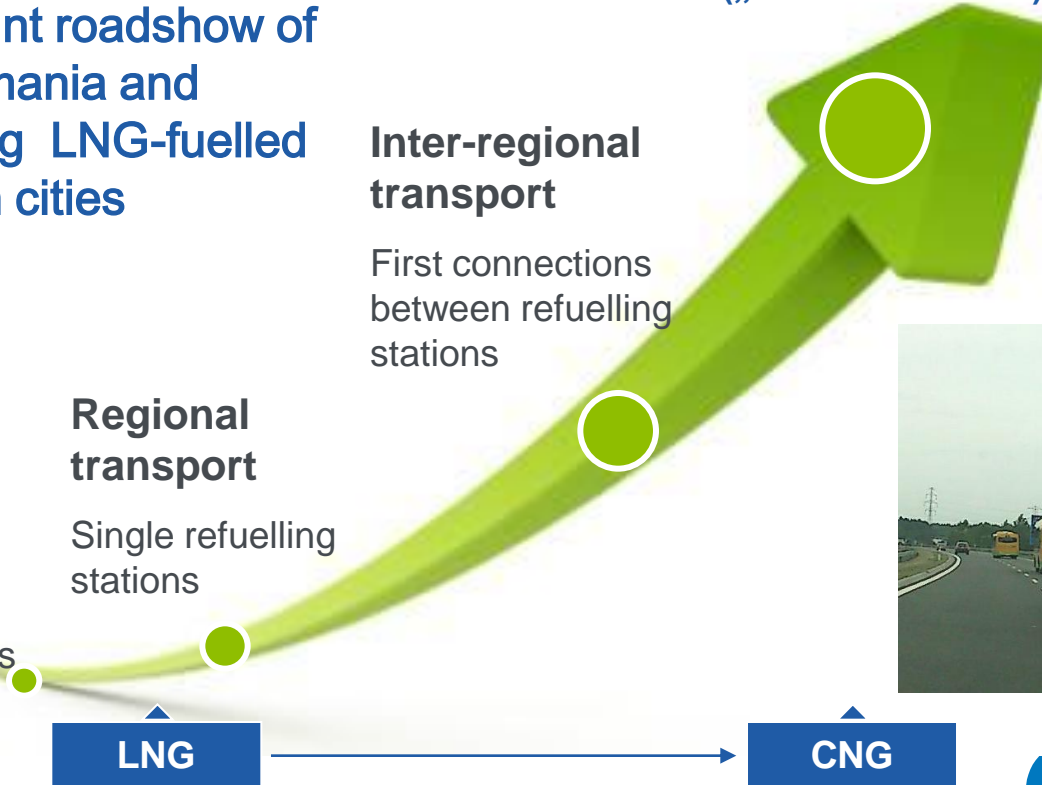 nt roadshow of
mania and
g LNG-fuelled
cities
Inter-regional
transport
First connections
between refuelling
stations
Regional
transport
Single refuelling
stations
s
LNG
CNG